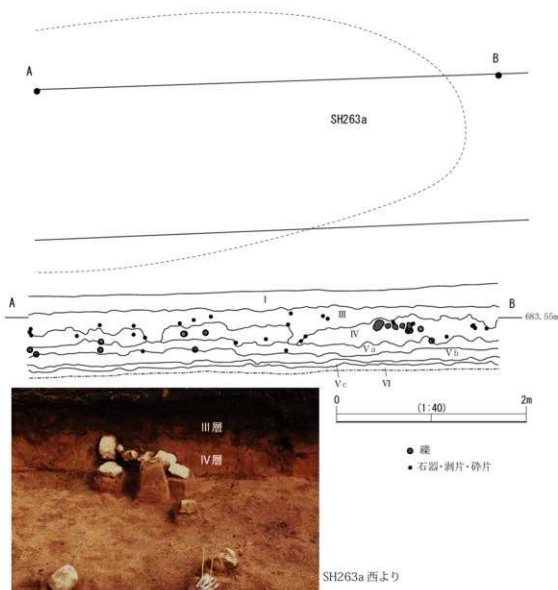 A
B
SH263a
A
B
I
III
683.55m
IV
Va
Vb
Vc
VI
0
(1:40)
2m
III層
IV層
礫
石器・剥片・砕片
SH263a 西より